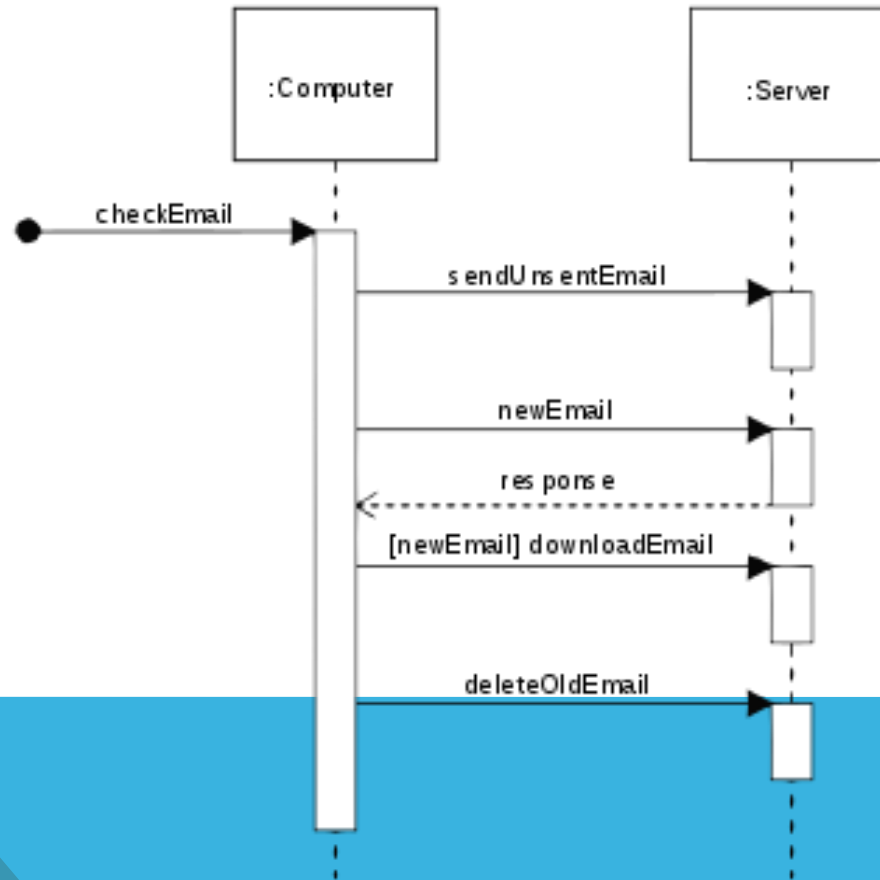 :Computer
:Server
checkEmail
sendUnsentEmail
newEmail
response
[newEmail] downloadEmail
deleteOldEmail